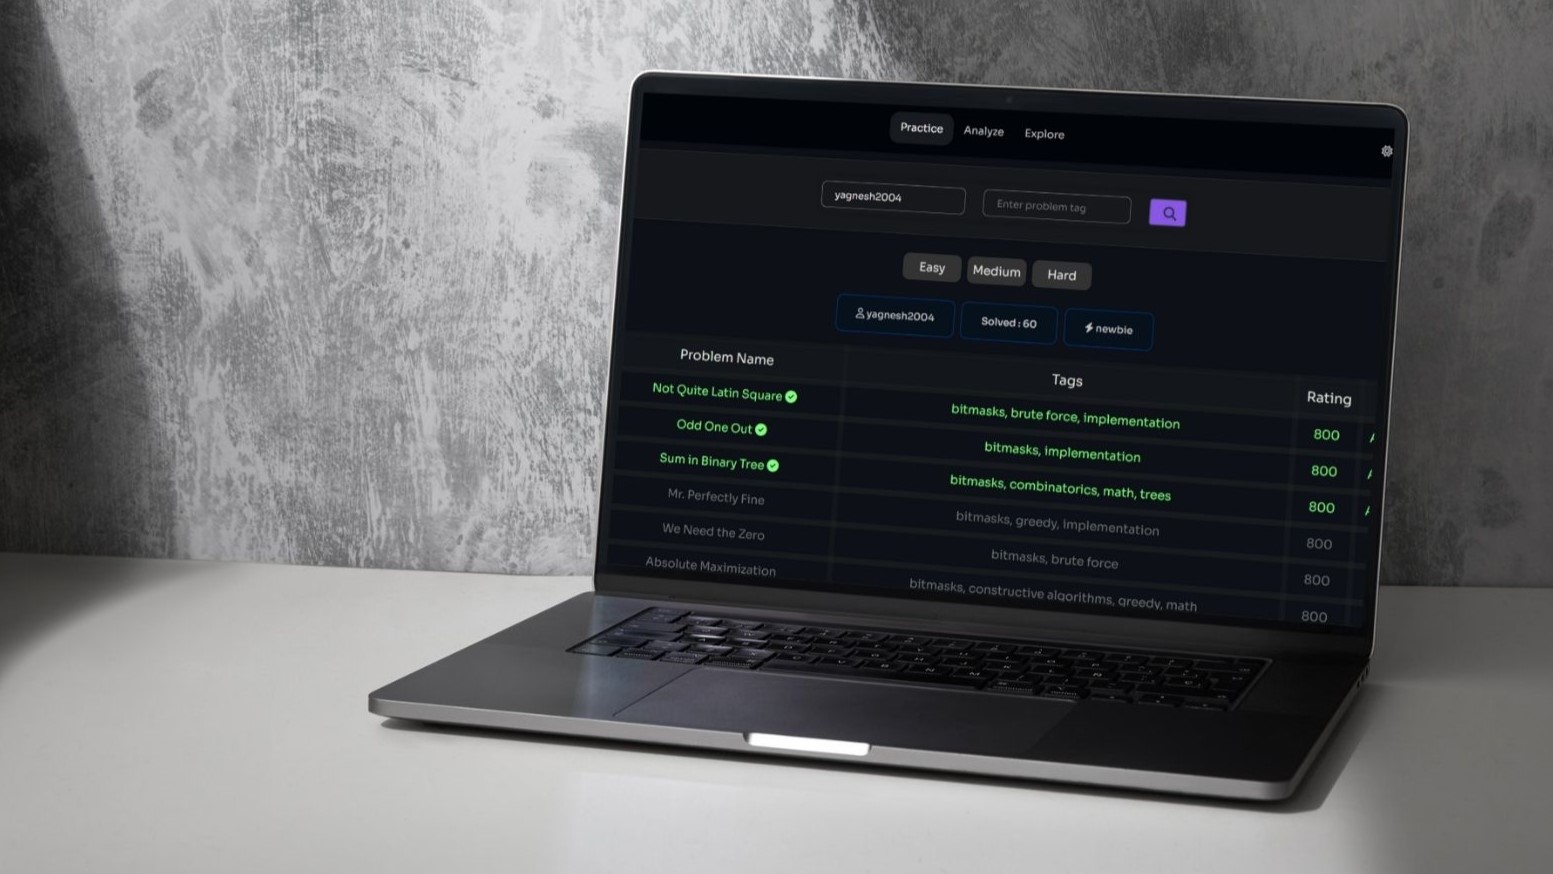 Practice Analyze Explore
yagnesh2004 Enter problem tag
Easy Medium Hard
yagnesh2004 Solved : 60 newbie
Problem Name Tags Rating
Not Quite Latin Square bitmasks, brute force, implementation 800
Odd One Out bitmasks, implementation 800
Sum in Binary Tree bitmasks, combinatorics, math, trees 800
Mr. Perfectly Fine bitmasks, greedy, implementation 800
We Need the Zero bitmasks, brute force 800
Absolute Maximization bitmasks, constructive algorithms, greedy, math 800